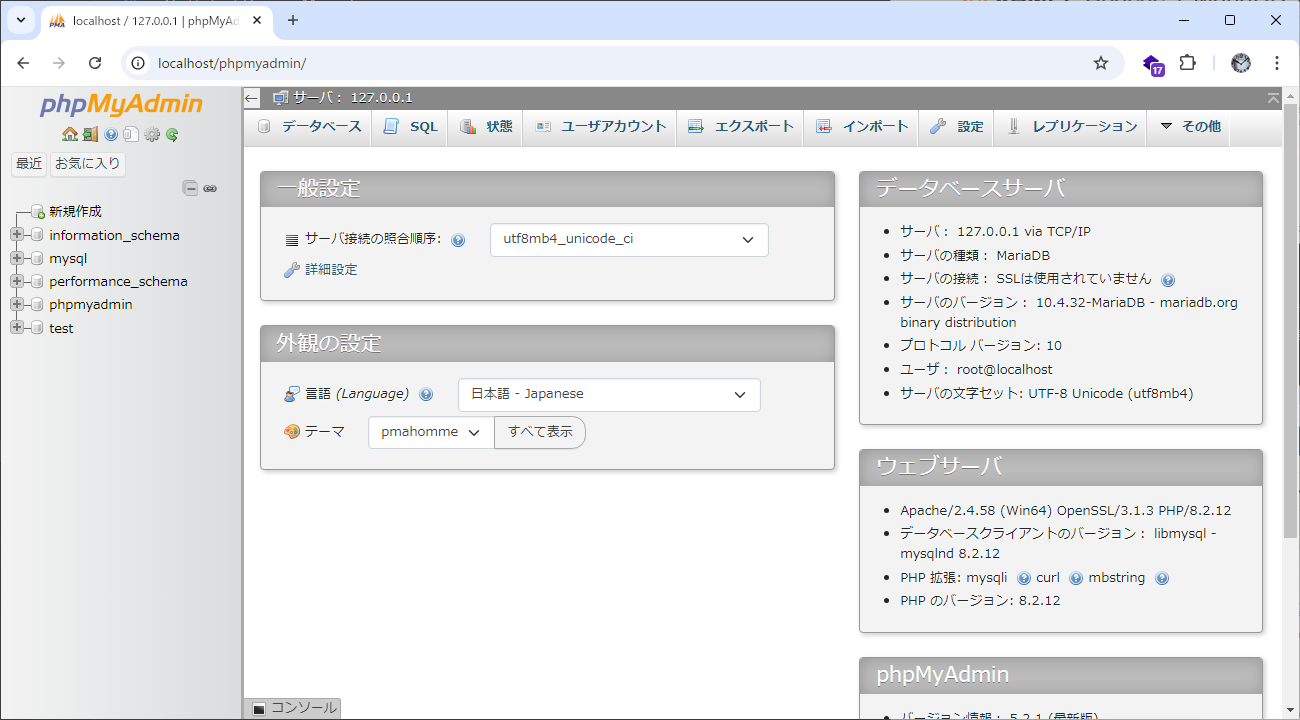 localhost / 127.0.0.1 | phpMyAd
localhost/phpmyadmin/
17
phpMyAdmin
最近 お気に入り
新規作成
information_schema
mysql
performance_schema
phpmyadmin
test
サーバ： 127.0.0.1
データベース SQL 状態 ユーザアカウント エクスポート インポート 設定 レプリケーション その他
一般設定
サーバ接続の照合順序: utf8mb4_unicode_ci
詳細設定
外観の設定
言語 (Language) 日本語 - Japanese
テーマ pmahomme すべて表示
データベースサーバ
サーバ： 127.0.0.1 via TCP/IP
サーバの種類： MariaDB
サーバの接続： SSLは使用されていません
サーバのバージョン： 10.4.32-MariaDB - mariadb.org
binary distribution
プロトコル バージョン: 10
ユーザ： root@localhost
サーバの文字セット: UTF-8 Unicode (utf8mb4)
ウェブサーバ
Apache/2.4.58 (Win64) OpenSSL/3.1.3 PHP/8.2.12
データベースクライアントのバージョン： libmysql -
mysqlnd 8.2.12
PHP 拡張: mysqli curl mbstring
PHP のバージョン: 8.2.12
phpMyAdmin
バージョン情報： 5.2.1 (最新版)
コンソール